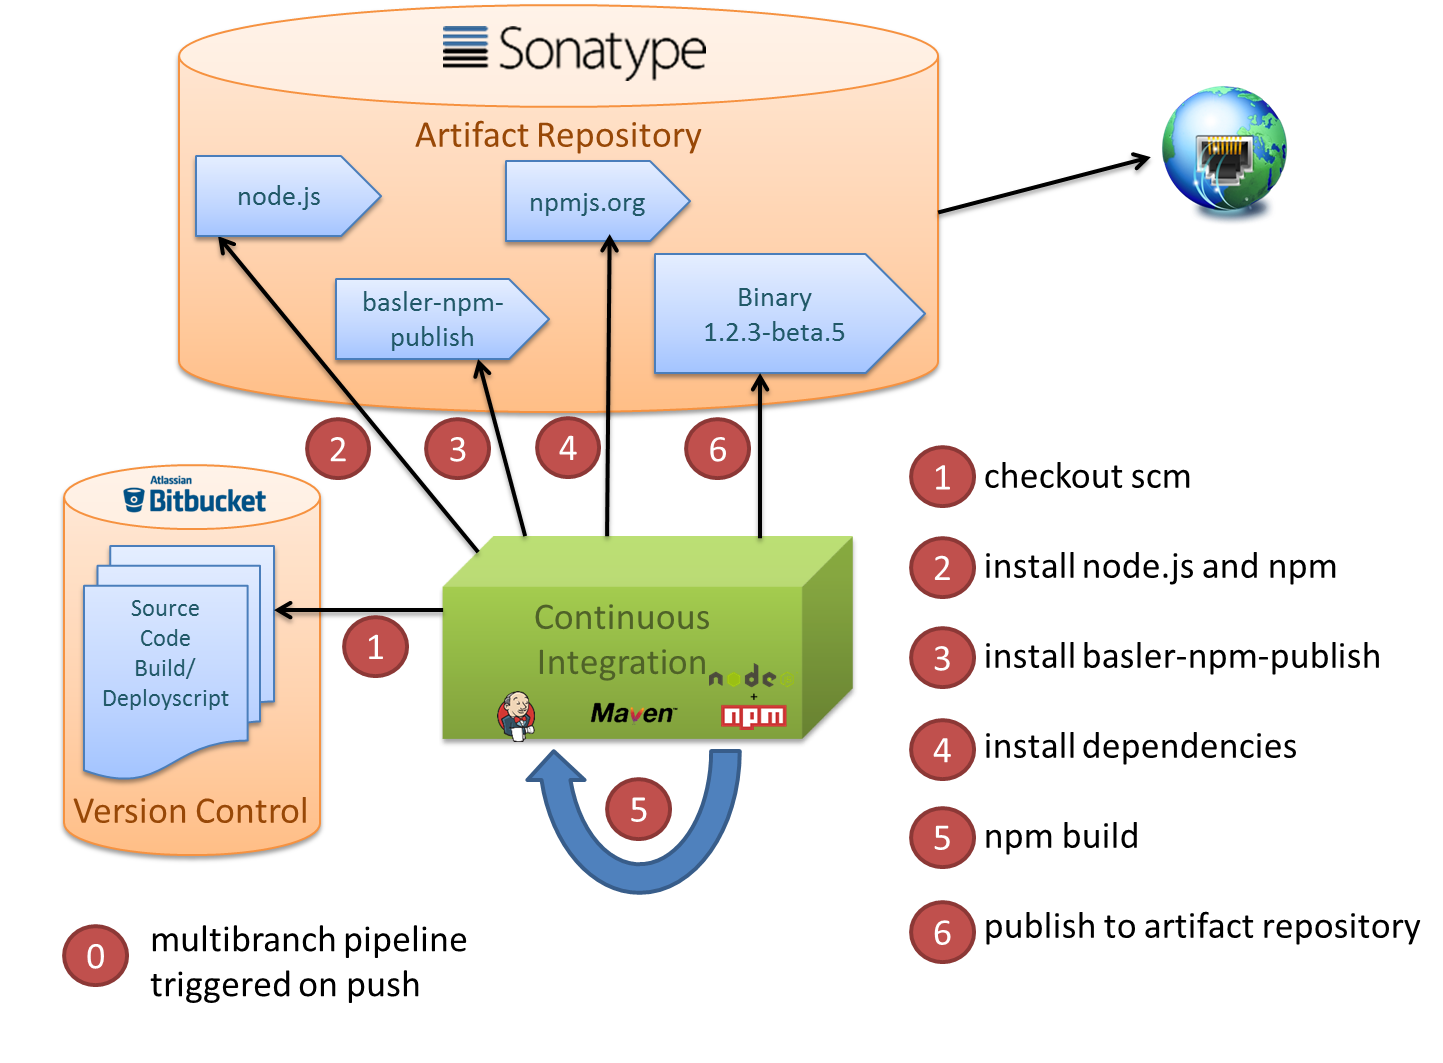 Sonatype
Artifact Repository
node.js
npmjs.org
basler-npm-
publish
Binary
1.2.3-beta.5
2
3
4
6
Atlassian
Bitbucket
Source
Code
Build/
Deployscript
Version Control
1
Continuous
Integration
node
+
Maven™
npm
5
0
multibranch pipeline
triggered on push
1 checkout scm
2 install node.js and npm
3 install basler-npm-publish
4 install dependencies
5 npm build
6 publish to artifact repository